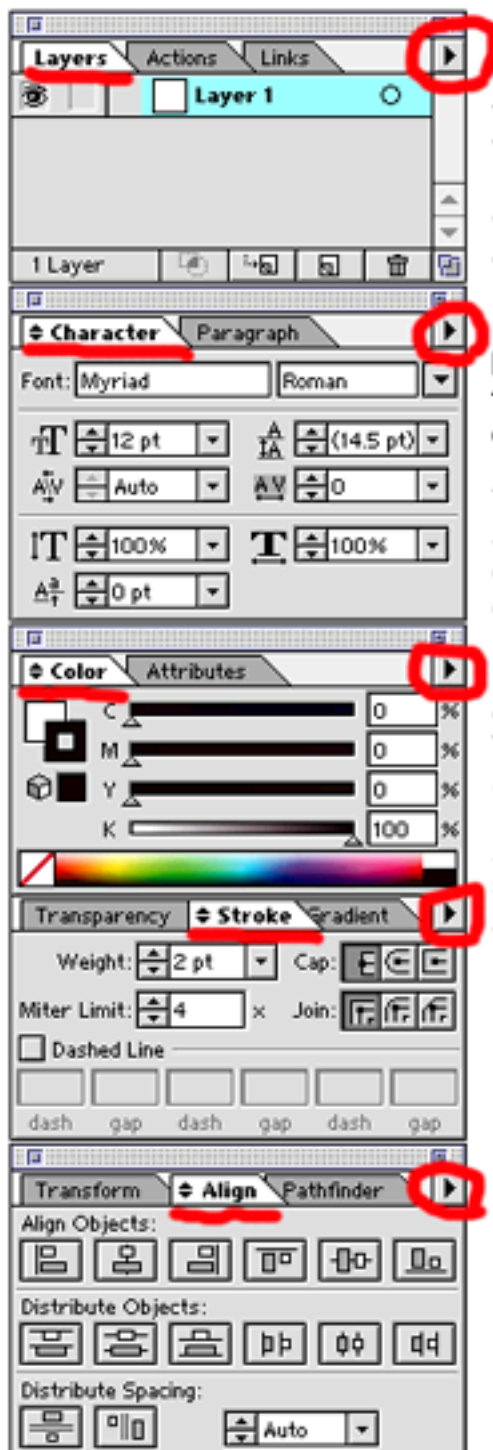 Layers Actions Links
Layer 1
1 Layer
Character Paragraph
Font: Myriad Roman
12 pt (14.5 pt)
Auto 0
100% 100%
0 pt
Color Attributes
C 0 %
M 0 %
Y 0 %
K 100 %
Transparency Stroke Gradient
Weight: 2 pt Cap:
Miter Limit: 4 x Join:
Dashed Line
dash gap dash gap dash gap
Transform Align Pathfinder
Align Objects:
Distribute Objects:
Distribute Spacing:
Auto